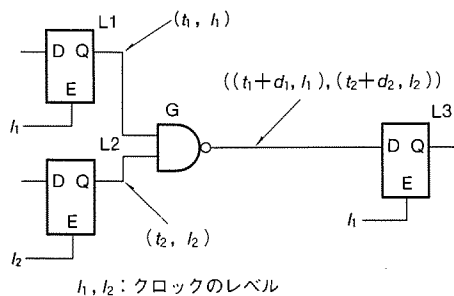 L1
(t₁, l₁)
D Q
E
l₁
G
((t₁+d₁, l₁),(t₂+d₂, l₂))
L2
L3
D Q
E
l₂
(t₂, l₂)
D Q
E
l₁
l₁, l₂：クロックのレベル